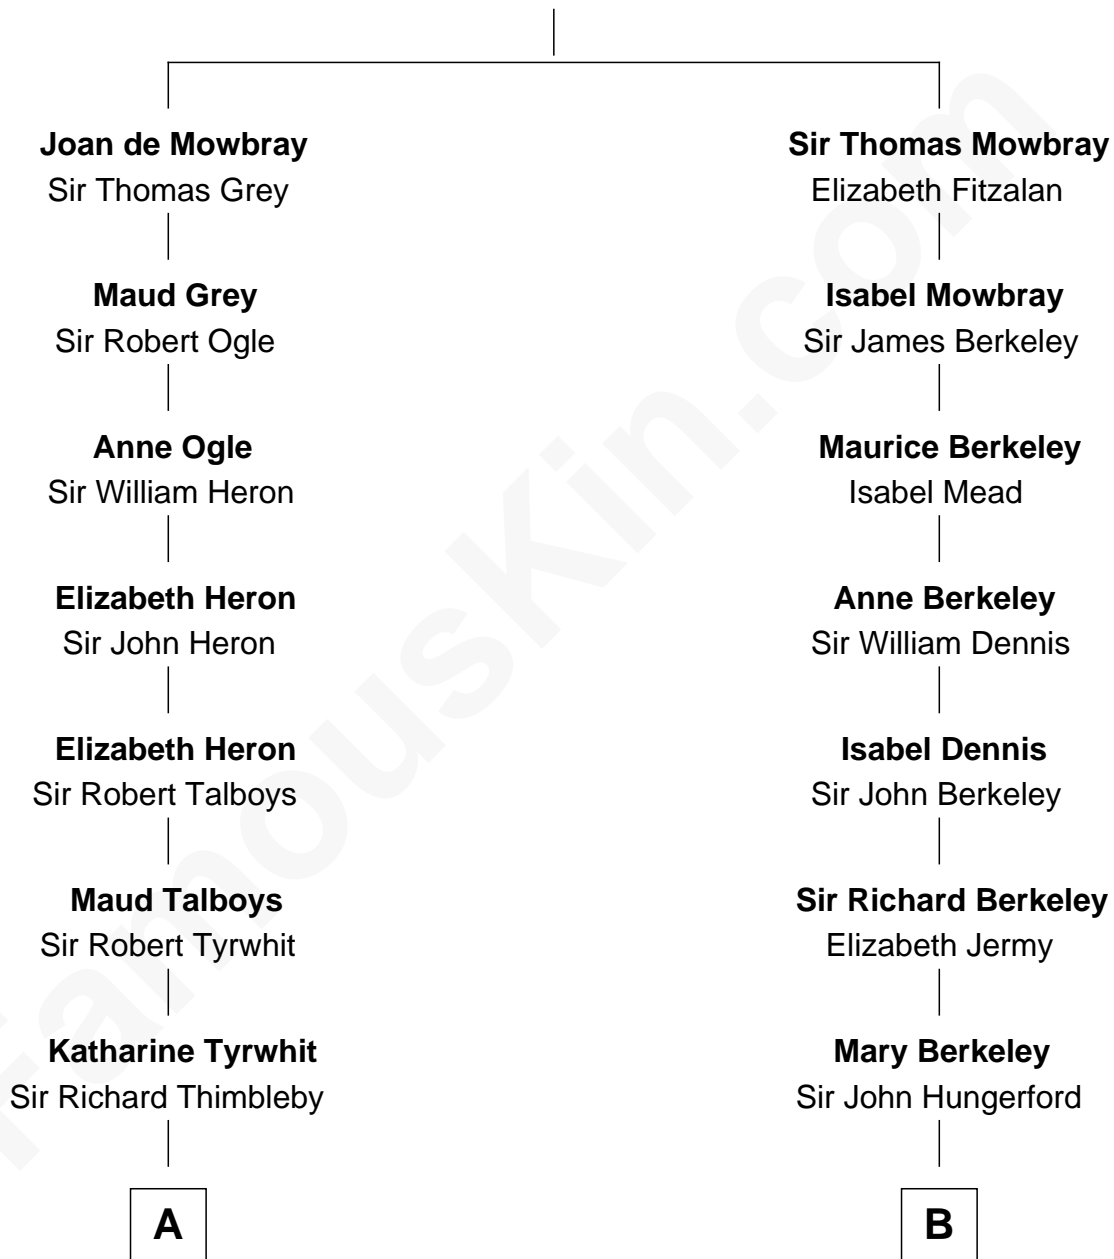 Joan de Mowbray
Sir Thomas Grey
Maud Grey
Sir Robert Ogle
Anne Ogle
Sir William Heron
Elizabeth Heron
Sir John Heron
Elizabeth Heron
Sir Robert Talboys
Maud Talboys
Sir Robert Tyrwhit
Katharine Tyrwhit
Sir Richard Thimbleby
A
Sir Thomas Mowbray
Elizabeth Fitzalan
Isabel Mowbray
Sir James Berkeley
Maurice Berkeley
Isabel Mead
Anne Berkeley
Sir William Dennis
Isabel Dennis
Sir John Berkeley
Sir Richard Berkeley
Elizabeth Jermy
Mary Berkeley
Sir John Hungerford
B
FamousKin.com